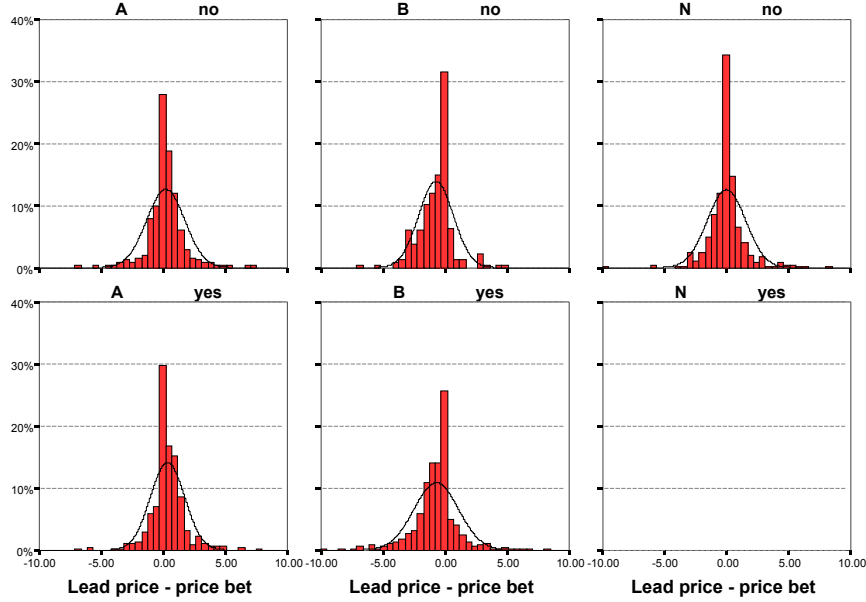 A no B no N no
40%
30%
20%
10%
0%
A yes B yes N yes
40%
30%
20%
10%
0%
-10.00 -5.00 0.00 5.00 10.00 -10.00 -5.00 0.00 5.00 10.00 -10.00 -5.00 0.00 5.00 10.00
Lead price - price bet Lead price - price bet Lead price - price bet